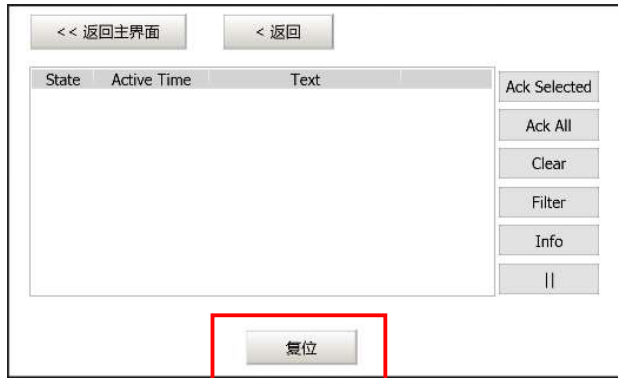 << 返回主界面
< 返回
State Active Time Text
Ack Selected
Ack All
Clear
Filter
Info
||
复位